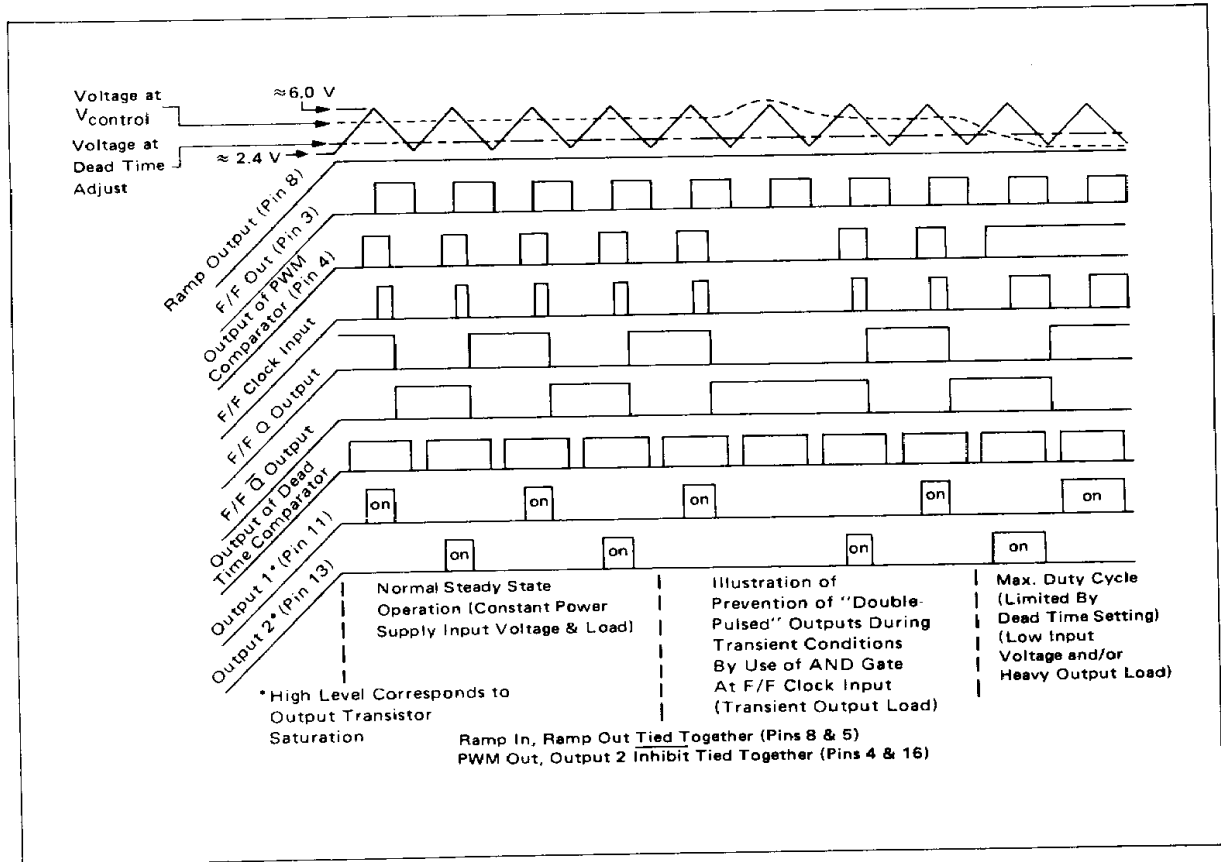 Voltage at
Vcontrol
≈6.0 V
Voltage at
Dead Time
Adjust
≈ 2.4 V
Ramp Output (Pin 8)
F/F Out (Pin 3)
Output of PWM
Comparator (Pin 4)
F/F Clock Input
F/F Q Output
F/F Q̅ Output
Output of Dead
Time Comparator
Output 1* (Pin 11)
Output 2* (Pin 13)
on
on
on
on
on
on
on
on
on
Normal Steady State
Operation (Constant Power
Supply Input Voltage & Load)
Illustration of
Prevention of "Double-
Pulsed" Outputs During
Transient Conditions
By Use of AND Gate
At F/F Clock Input
(Transient Output Load)
Max. Duty Cycle
(Limited By
Dead Time Setting)
(Low Input
Voltage and/or
Heavy Output Load)
*High Level Corresponds to
Output Transistor
Saturation
Ramp In, Ramp Out Tied Together (Pins 8 & 5)
PWM Out, Output 2 I̅n̅h̅i̅b̅i̅t̅ Tied Together (Pins 4 & 16)